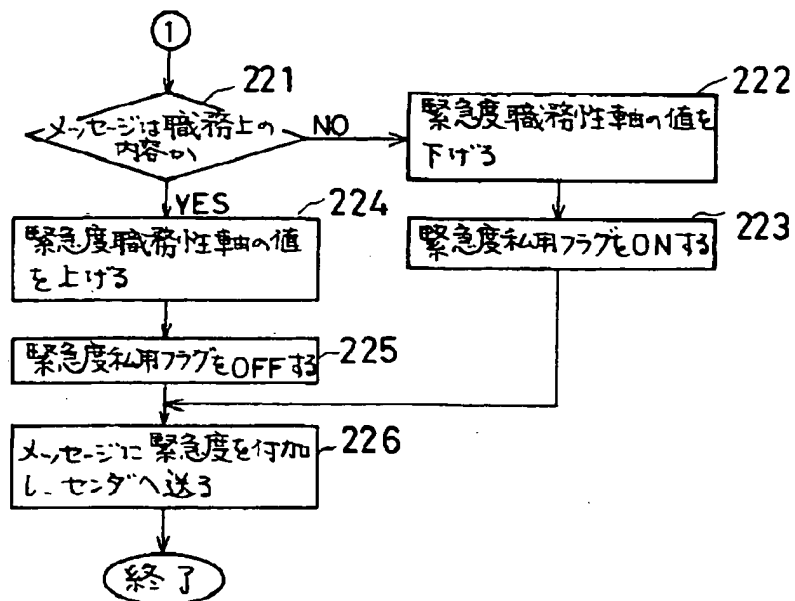 1
221
メッセージは職務上の
内容か
NO
222
緊急度職務性軸の値を
下げる
YES
224
緊急度職務性軸の値
を上げる
223
緊急度私用フラグをONする
緊急度私用フラグをOFFする
225
メッセージに緊急度を付加
し、センダへ送る
226
終了